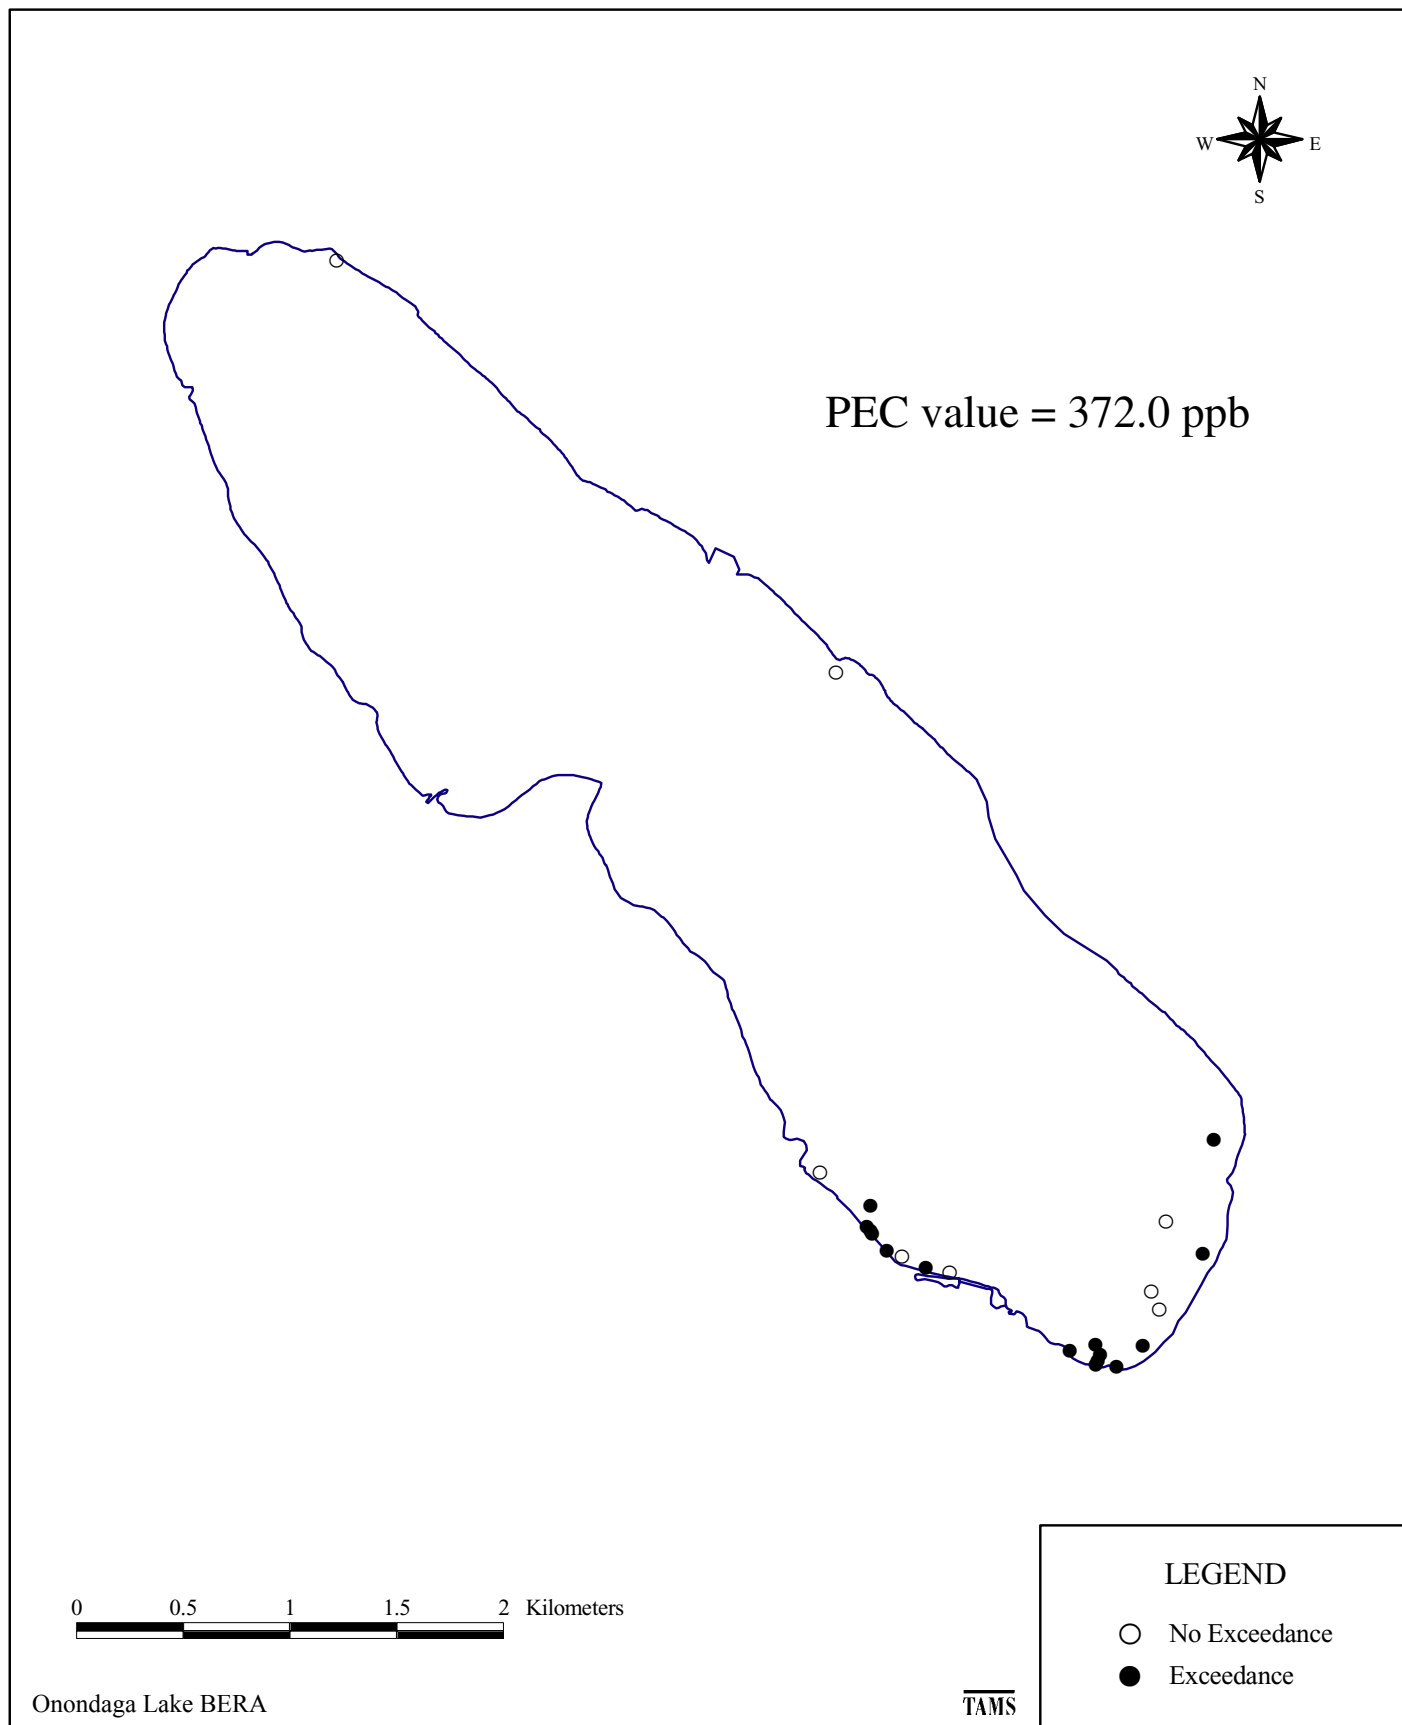 N
W E
S
PEC value = 372.0 ppb
LEGEND
No Exceedance
Exceedance
0 0.5 1 1.5 2 Kilometers
Onondaga Lake BERA
TAMS